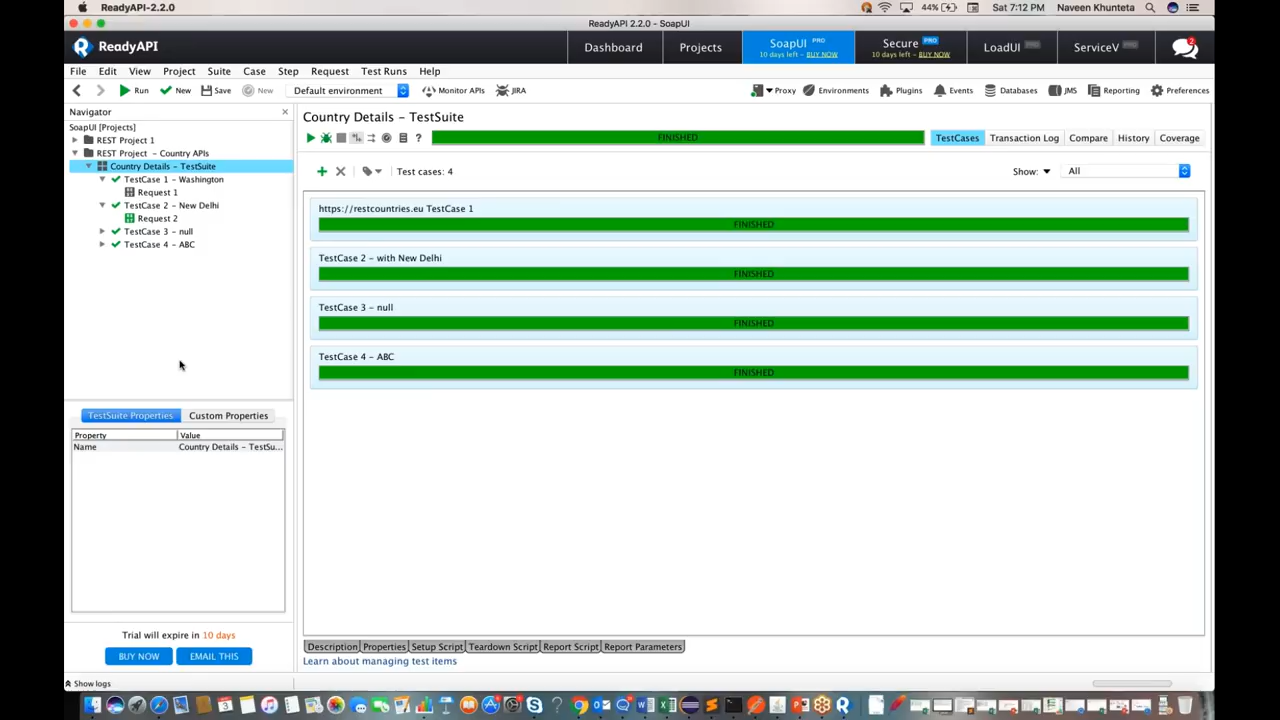 ReadyAPI-2.2.0
44%
Sat 7:12 PM
Naveen Khunteta
ReadyAPI 2.2.0 - SoapUI
ReadyAPI
Dashboard
Projects
SoapUI PRO
10 days left - BUY NOW
Secure PRO
10 days left - BUY NOW
LoadUI PRO
ServiceV PRO
2
File Edit View Project Suite Case Step Request Test Runs Help
Run New Save New Default environment Monitor APIs JIRA Proxy Environments Plugins Events Databases JMS Reporting Preferences
Navigator
SoapUI [Projects]
REST Project 1
REST Project - Country APIs
Country Details - TestSuite
TestCase 1 - Washington
Request 1
TestCase 2 - New Delhi
Request 2
TestCase 3 - null
TestCase 4 - ABC
TestSuite Properties Custom Properties
Property Value
Name Country Details - TestSu...
Trial will expire in 10 days
BUY NOW EMAIL THIS
Show logs
Country Details - TestSuite
?
FINISHED
TestCases Transaction Log Compare History Coverage
Test cases: 4
Show: All
https://restcountries.eu TestCase 1
FINISHED
TestCase 2 - with New Delhi
FINISHED
TestCase 3 - null
FINISHED
TestCase 4 - ABC
FINISHED
Description Properties Setup Script Teardown Script Report Script Report Parameters
Learn about managing test items